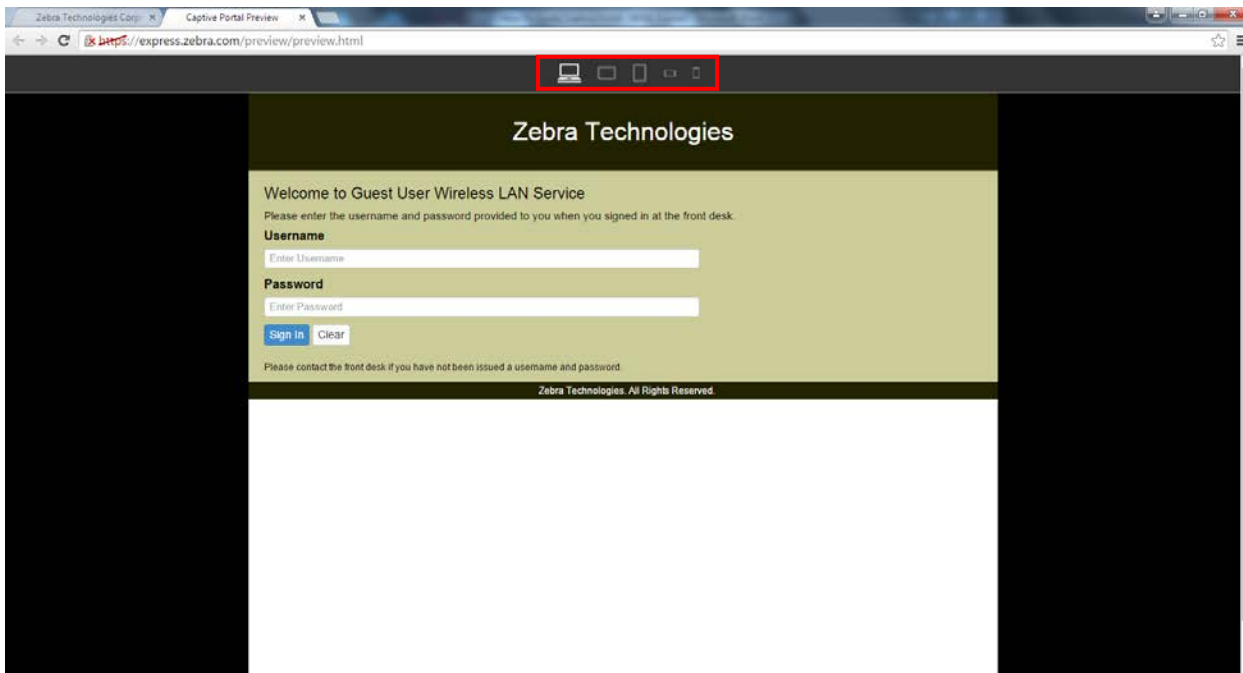 Zebra Technologies Corp
Captive Portal Preview
https://express.zebra.com/preview/preview.html
Zebra Technologies
Welcome to Guest User Wireless LAN Service
Please enter the username and password provided to you when you signed in at the front desk.
Username
Enter Username
Password
Enter Password
Sign In Clear
Please contact the front desk if you have not been issued a username and password.
Zebra Technologies. All Rights Reserved.